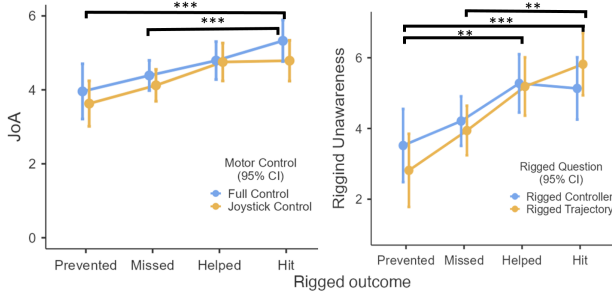 ***
***
6
4
2
0
JoA
Motor Control
(95% CI)
Full Control
Joystick Control
Prevented Missed Helped Hit
**
***
**
6
4
2
Riggind Unawareness
Rigged Question
(95% CI)
Rigged Controller
Rigged Trajectory
Prevented Missed Helped Hit
Rigged outcome